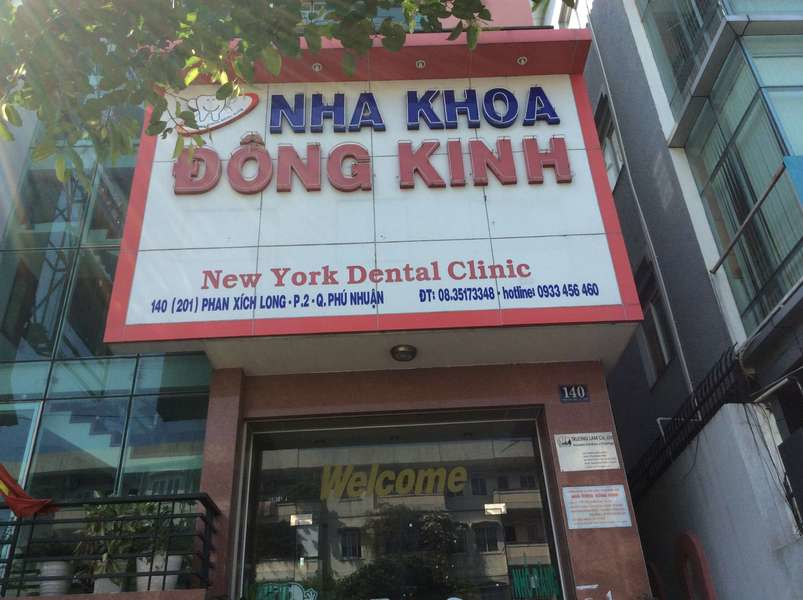 NHA KHOA
ĐÔNG KINH
New York Dental Clinic
140 (201) PHAN XÍCH LONG - P.2 - Q. PHÚ NHUẬN ĐT: 08.35173348 - hotline: 0933 456 460
140
Welcome